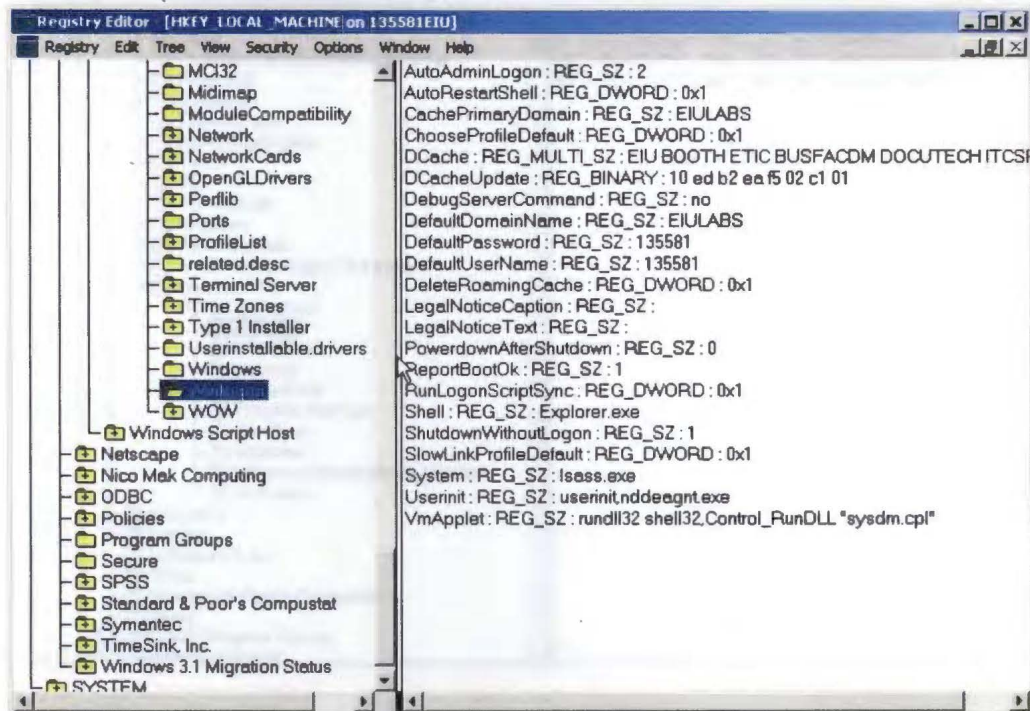 Registry Editor - [HKEY_LOCAL_MACHINE on 135581EIU]
Registry Edit Tree View Security Options Window Help
MCI32
Midimap
ModuleCompatibility
Network
NetworkCards
OpenGLDrivers
Perflib
Ports
ProfileList
related.desc
Terminal Server
Time Zones
Type 1 Installer
Userinstallable.drivers
Windows
Winlogon
WOW
Windows Script Host
Netscape
Nico Mak Computing
ODBC
Policies
Program Groups
Secure
SPSS
Standard & Poor's Compustat
Symantec
TimeSink, Inc.
Windows 3.1 Migration Status
SYSTEM
AutoAdminLogon : REG_SZ : 2
AutoRestartShell : REG_DWORD : 0x1
CachePrimaryDomain : REG_SZ : EIULABS
ChooseProfileDefault : REG_DWORD : 0x1
DCache : REG_MULTI_SZ : EIU BOOTH ETIC BUSFACDM DOCUTECH ITCSP
DCacheUpdate : REG_BINARY : 10 ed b2 ea f5 02 c1 01
DebugServerCommand : REG_SZ : no
DefaultDomainName : REG_SZ : EIULABS
DefaultPassword : REG_SZ : 135581
DefaultUserName : REG_SZ : 135581
DeleteRoamingCache : REG_DWORD : 0x1
LegalNoticeCaption : REG_SZ :
LegalNoticeText : REG_SZ :
PowerdownAfterShutdown : REG_SZ : 0
ReportBootOk : REG_SZ : 1
RunLogonScriptSync : REG_DWORD : 0x1
Shell : REG_SZ : Explorer.exe
ShutdownWithoutLogon : REG_SZ : 1
SlowLinkProfileDefault : REG_DWORD : 0x1
System : REG_SZ : lsass.exe
Userinit : REG_SZ : userinit,nddeagnt.exe
VmApplet : REG_SZ : rundll32 shell32,Control_RunDLL "sysdm.cpl"